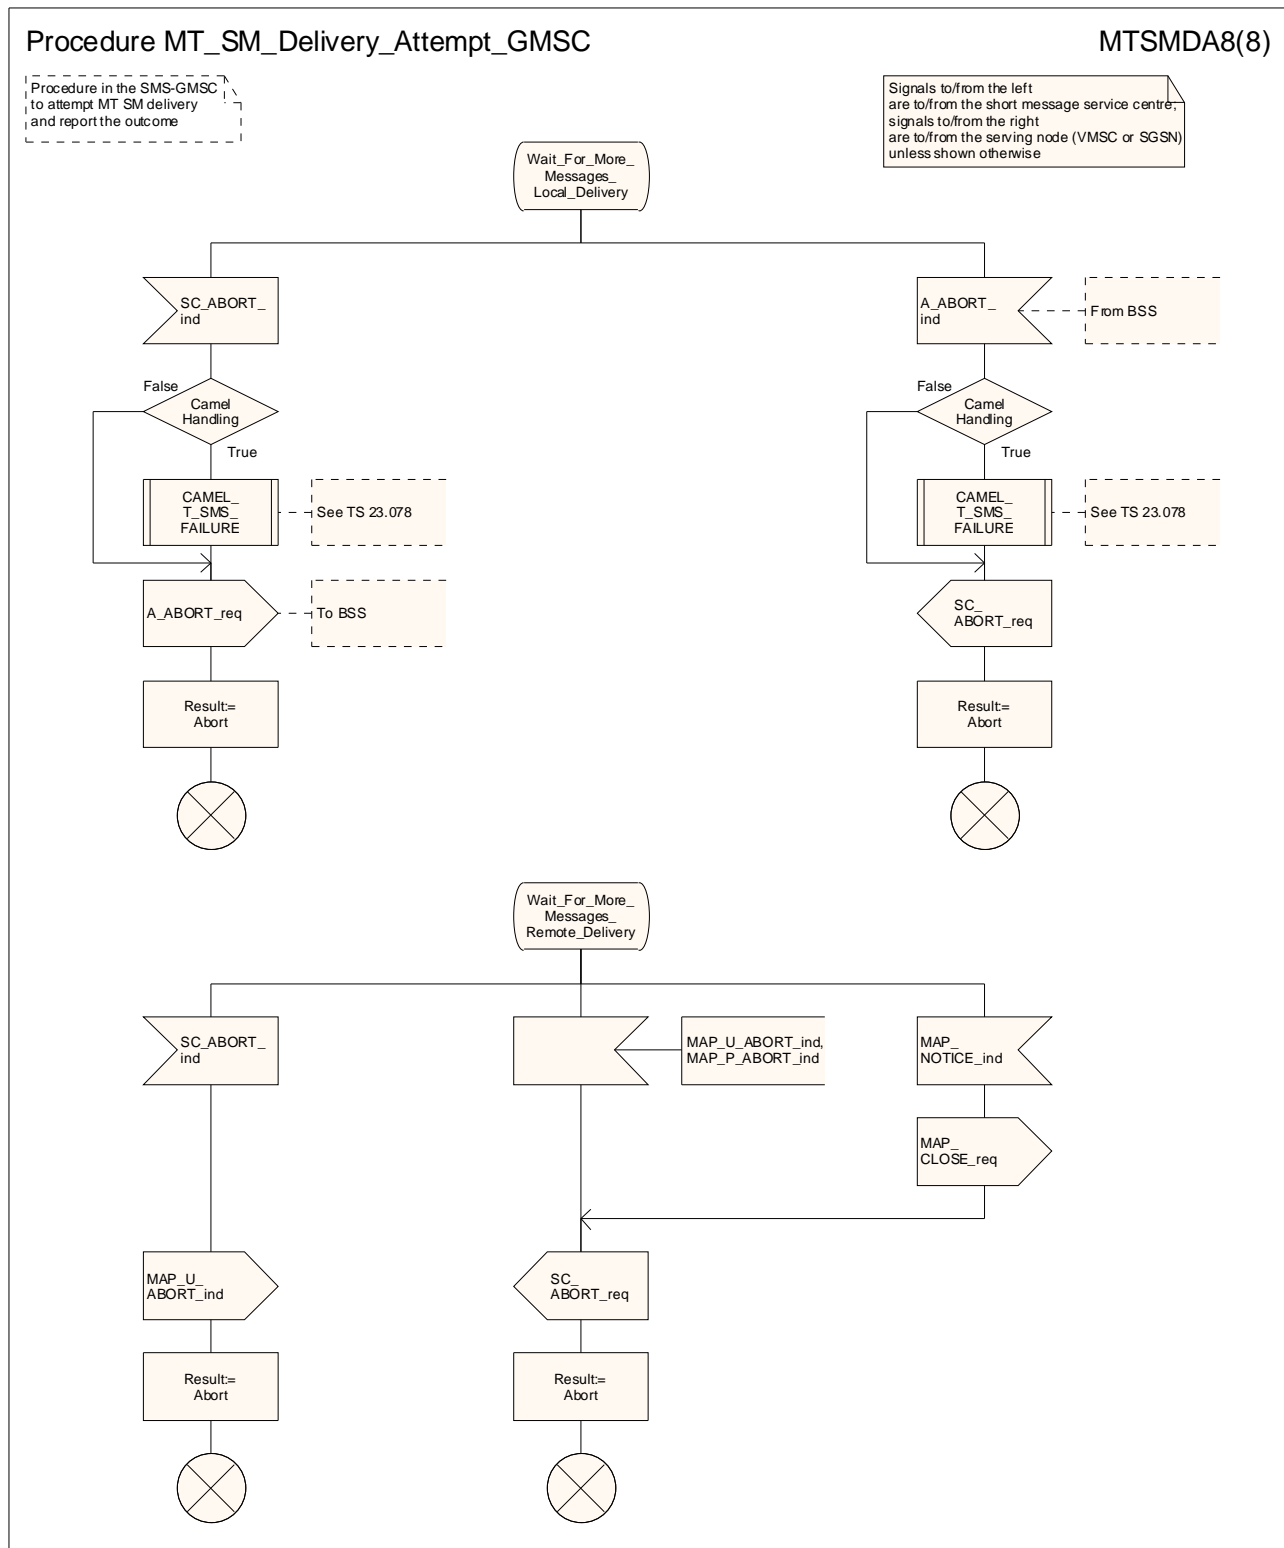 Procedure MT_SM_Delivery_Attempt_GMSC
MTSMDA8(8)
Procedure in the SMS-GMSC
to attempt MT SM delivery
and report the outcome
Signals to/from the left
are to/from the short message service centre;
signals to/from the right
are to/from the serving node (VMSC or SGSN)
unless shown otherwise
Wait_For_More_
Messages_
Local_Delivery
SC_ABORT_
ind
A_ABORT_
ind
From BSS
False
Camel
Handling
True
False
Camel
Handling
True
CAMEL_
T_SMS_
FAILURE
See TS 23.078
CAMEL_
T_SMS_
FAILURE
See TS 23.078
A_ABORT_req
To BSS
SC_
ABORT_req
Result:=
Abort
Result:=
Abort
Wait_For_More_
Messages_
Remote_Delivery
SC_ABORT_
ind
MAP_U_ABORT_ind,
MAP_P_ABORT_ind
MAP_
NOTICE_ind
MAP_
CLOSE_req
MAP_U_
ABORT_ind
SC_
ABORT_req
Result:=
Abort
Result:=
Abort